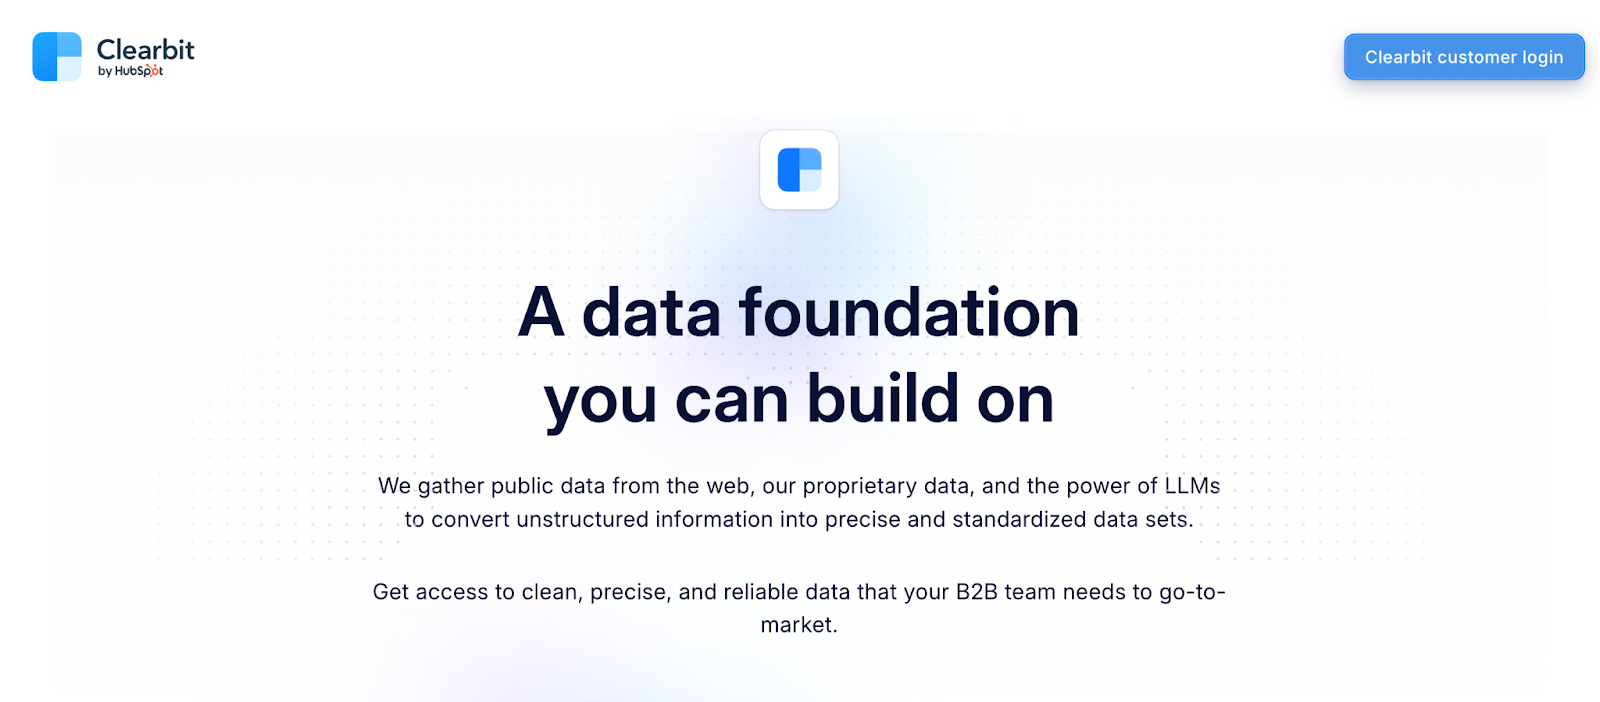 Clearbit
by HubSpot
Clearbit customer login
A data foundation
you can build on
We gather public data from the web, our proprietary data, and the power of LLMs
to convert unstructured information into precise and standardized data sets.
Get access to clean, precise, and reliable data that your B2B team needs to go-to-
market.